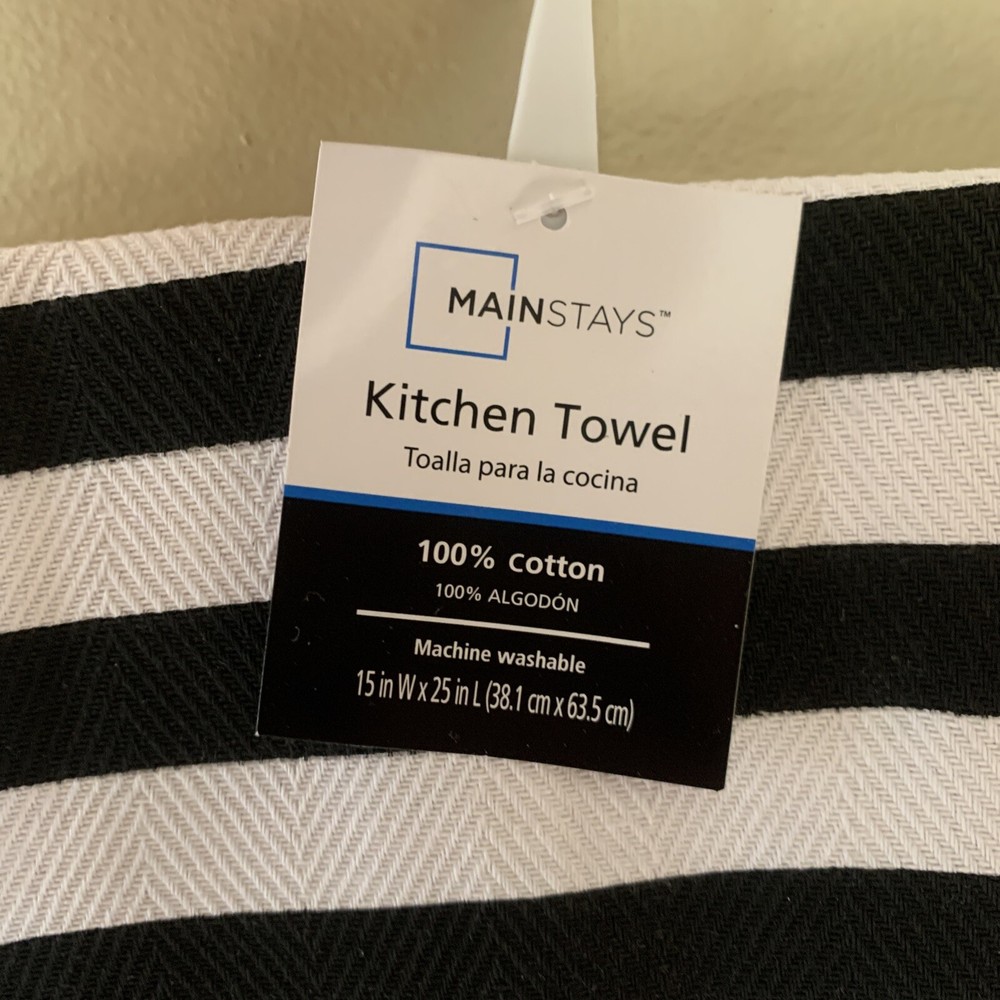 MAINSTAYS™
Kitchen Towel
Toalla para la cocina
100% cotton
100% ALGODÓN
Machine washable
15 in W x 25 in L (38.1 cm x 63.5 cm)